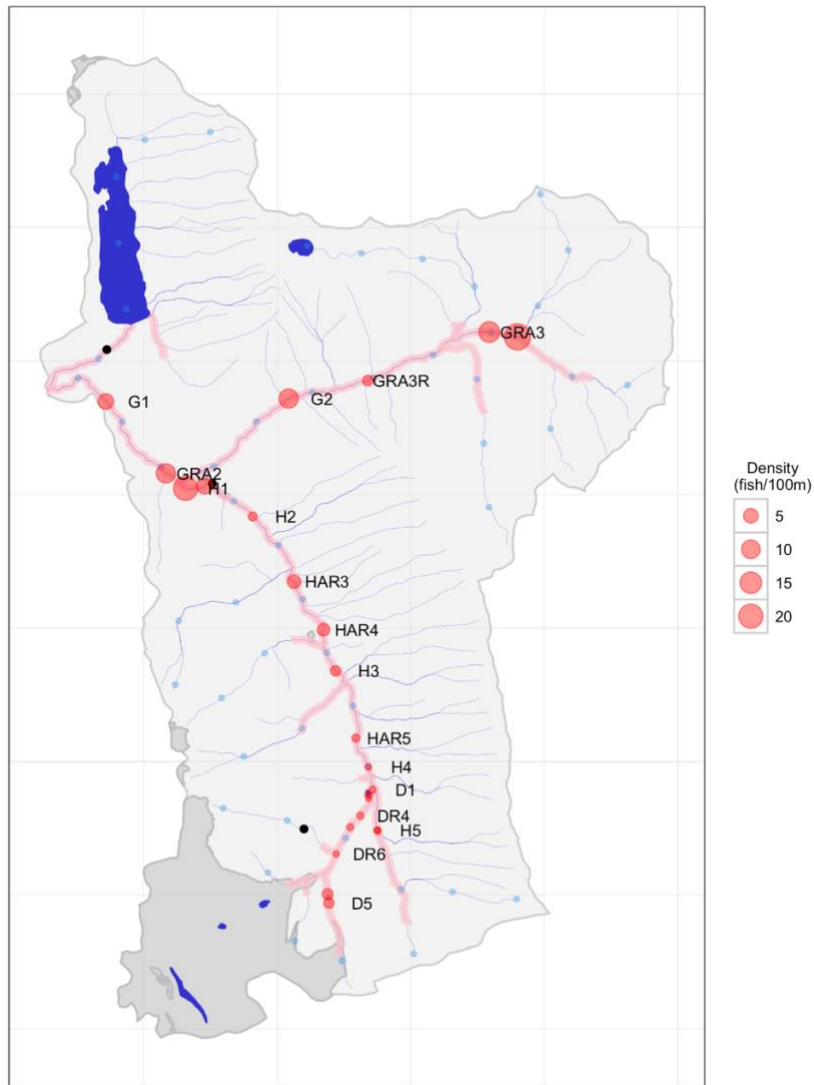 GRA3
GRA3R
G1
G2
GRA2
H1
H2
HAR3
HAR4
H3
HAR5
H4
D1
DR4
H5
DR6
D5
Density
(fish/100m)
5
10
15
20